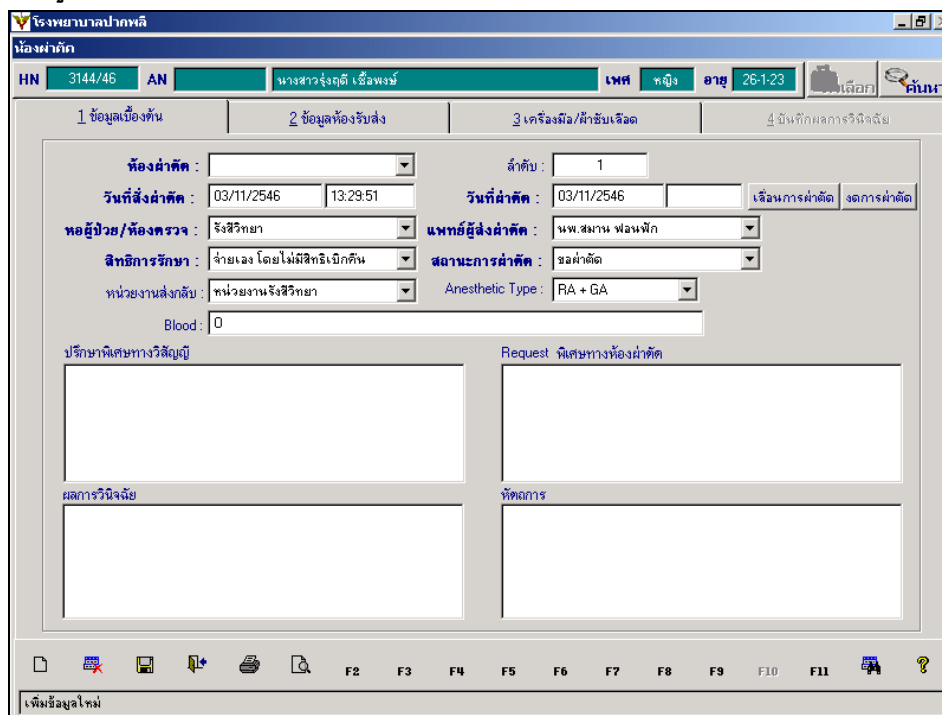 โรงพยาบาลปากพลี
ห้องผ่าตัด
HN 3144/46 AN นางสาวรุ่งฤดี เชื้อพงษ์ เพศ หญิง อายุ 26-1-23 เลือก ค้นหา
1 ข้อมูลเบื้องต้น 2 ข้อมูลห้องรับส่ง 3 เครื่องมือ/ผ้าซับเลือด 4 บันทึกผลการวินิจฉัย
ห้องผ่าตัด : ลำดับ : 1
วันที่สั่งผ่าตัด : 03/11/2546 13:29:51 วันที่ผ่าตัด : 03/11/2546 เลื่อนการผ่าตัด งดการผ่าตัด
หอผู้ป่วย/ห้องตรวจ : รังสีวิทยา แพทย์ผู้ส่งผ่าตัด : นพ.สมาน ฟอนฟัก
สิทธิการรักษา : จ่ายเอง โดยไม่มีสิทธิเบิกคืน สถานะการผ่าตัด : ขอผ่าตัด
หน่วยงานส่งกลับ : หน่วยงานรังสีวิทยา Anesthetic Type : RA + GA
Blood : 0
ปรึกษาพิเศษทางวิสัญญี Request พิเศษทางห้องผ่าตัด
ผลการวินิจฉัย หัตถการ
F2 F3 F4 F5 F6 F7 F8 F9 F10 F11
เพิ่มข้อมูลใหม่